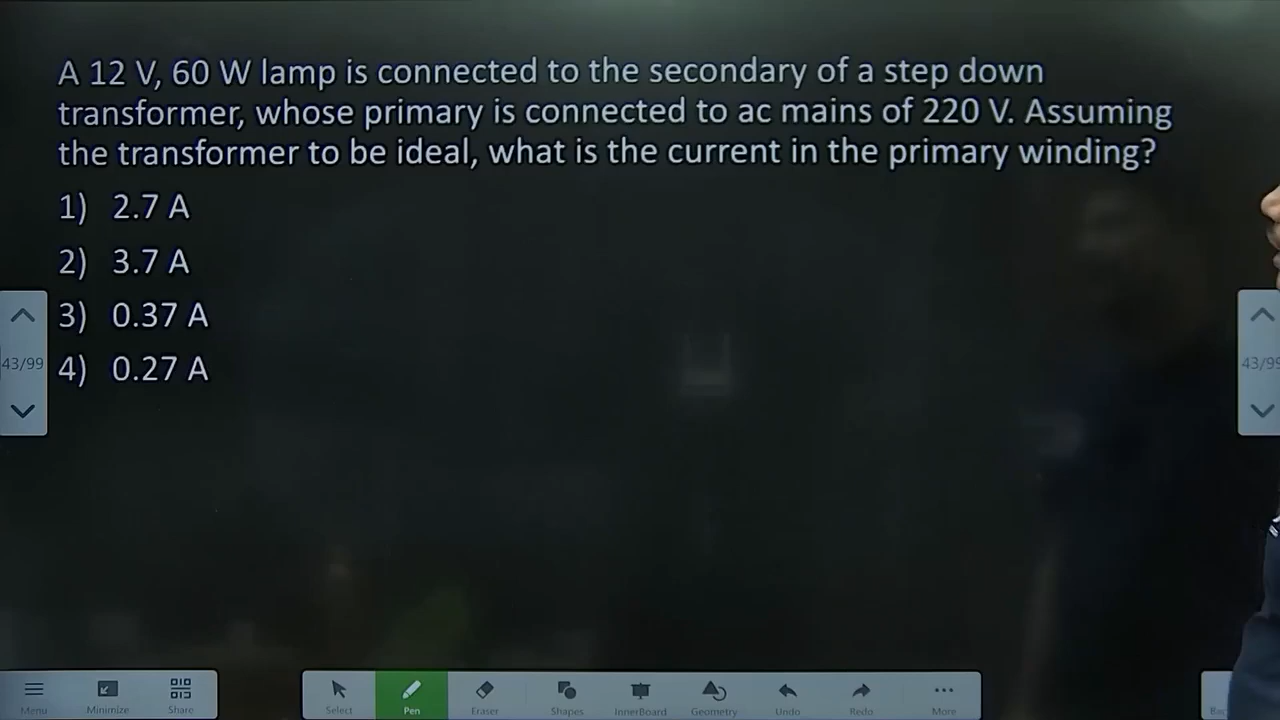 A 12 V, 60 W lamp is connected to the secondary of a step down
transformer, whose primary is connected to ac mains of 220 V. Assuming
the transformer to be ideal, what is the current in the primary winding?
1) 2.7 A
2) 3.7 A
3) 0.37 A
4) 0.27 A
43/99
43/99
Menu Minimize Share Select Pen Eraser Shapes InnerBoard Geometry Undo Redo More